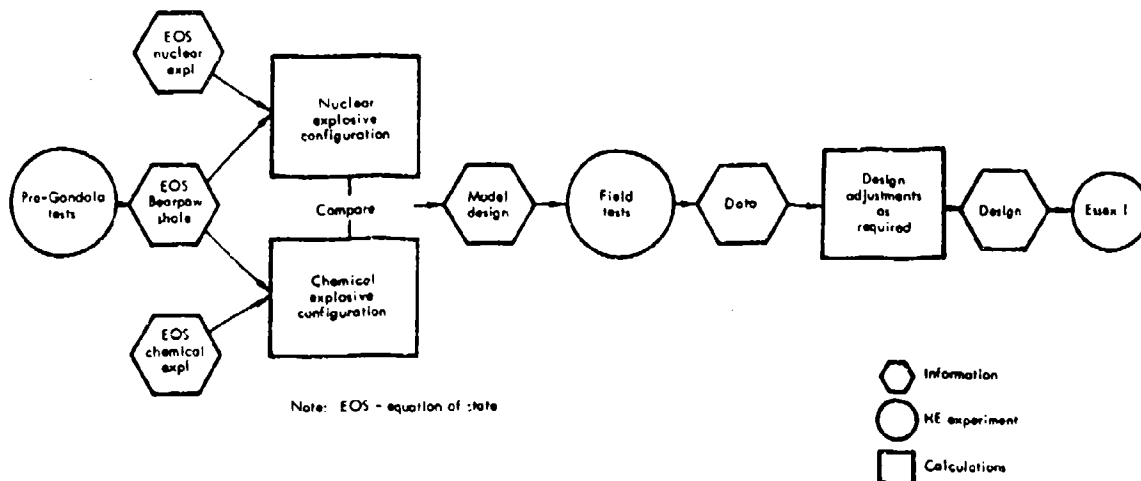 EOS
nuclear
expl
Nuclear
explosive
configuration
Pre-Gondola
tests
EOS
Bearpaw
shale
Compare
Model
design
Field
tests
Data
Design
adjustments
as
required
Design
Essex I
Chemical
explosive
configuration
EOS
chemical
expl
Note: EOS - equation of state
Information
HE experiment
Calculations